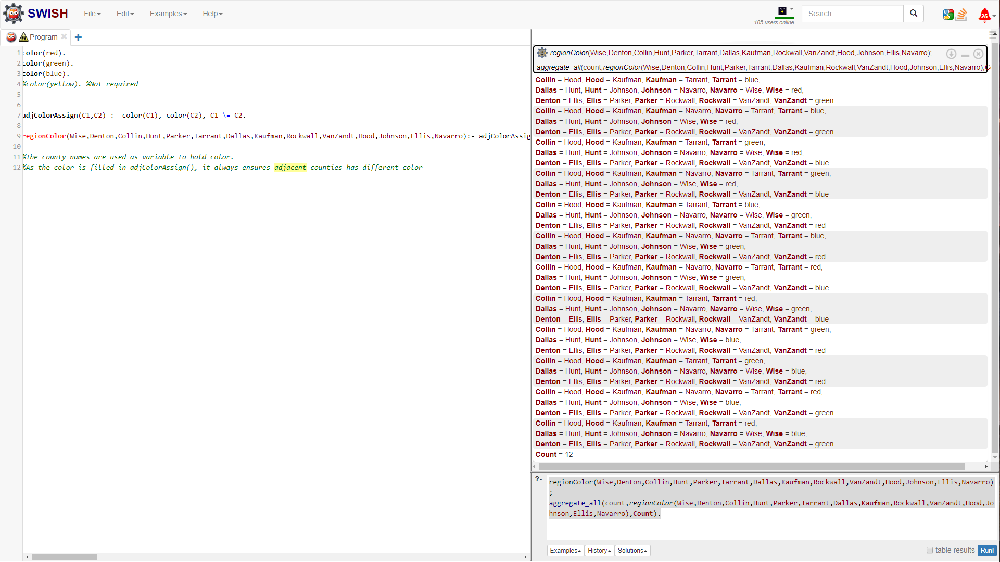 SWISH File Edit Examples Help 185 users online Search 25
Program
1 color(red).
2 color(green).
3 color(blue).
4 %color(yellow). %Not required
5
6
7 adjColorAssign(C1,C2) :- color(C1), color(C2), C1 \= C2.
8
9 regionColor(Wise,Denton,Collin,Hunt,Parker,Tarrant,Dallas,Kaufman,Rockwall,VanZandt,Hood,Johnson,Ellis,Navarro):- adjColorAssig
10
11 %The county names are used as variable to hold color.
12 %As the color is filled in adjColorAssign(), it always ensures adjacent counties has different color
regionColor(Wise,Denton,Collin,Hunt,Parker,Tarrant,Dallas,Kaufman,Rockwall,VanZandt,Hood,Johnson,Ellis,Navarro);
aggregate_all(count,regionColor(Wise,Denton,Collin,Hunt,Parker,Tarrant,Dallas,Kaufman,Rockwall,VanZandt,Hood,Johnson,Ellis,Navarro),C
Collin = Hood, Hood = Kaufman, Kaufman = Tarrant, Tarrant = blue,
Dallas = Hunt, Hunt = Johnson, Johnson = Navarro, Navarro = Wise, Wise = red,
Denton = Ellis, Ellis = Parker, Parker = Rockwall, Rockwall = VanZandt, VanZandt = green
Collin = Hood, Hood = Kaufman, Kaufman = Navarro, Navarro = Tarrant, Tarrant = blue,
Dallas = Hunt, Hunt = Johnson, Johnson = Wise, Wise = red,
Denton = Ellis, Ellis = Parker, Parker = Rockwall, Rockwall = VanZandt, VanZandt = green
Collin = Hood, Hood = Kaufman, Kaufman = Tarrant, Tarrant = green,
Dallas = Hunt, Hunt = Johnson, Johnson = Navarro, Navarro = Wise, Wise = red,
Denton = Ellis, Ellis = Parker, Parker = Rockwall, Rockwall = VanZandt, VanZandt = blue
Collin = Hood, Hood = Kaufman, Kaufman = Navarro, Navarro = Tarrant, Tarrant = green,
Dallas = Hunt, Hunt = Johnson, Johnson = Wise, Wise = red,
Denton = Ellis, Ellis = Parker, Parker = Rockwall, Rockwall = VanZandt, VanZandt = blue
Collin = Hood, Hood = Kaufman, Kaufman = Tarrant, Tarrant = blue,
Dallas = Hunt, Hunt = Johnson, Johnson = Navarro, Navarro = Wise, Wise = green,
Denton = Ellis, Ellis = Parker, Parker = Rockwall, Rockwall = VanZandt, VanZandt = red
Collin = Hood, Hood = Kaufman, Kaufman = Navarro, Navarro = Tarrant, Tarrant = blue,
Dallas = Hunt, Hunt = Johnson, Johnson = Wise, Wise = green,
Denton = Ellis, Ellis = Parker, Parker = Rockwall, Rockwall = VanZandt, VanZandt = red
Collin = Hood, Hood = Kaufman, Kaufman = Navarro, Navarro = Tarrant, Tarrant = red,
Dallas = Hunt, Hunt = Johnson, Johnson = Wise, Wise = green,
Denton = Ellis, Ellis = Parker, Parker = Rockwall, Rockwall = VanZandt, VanZandt = blue
Collin = Hood, Hood = Kaufman, Kaufman = Tarrant, Tarrant = red,
Dallas = Hunt, Hunt = Johnson, Johnson = Navarro, Navarro = Wise, Wise = green,
Denton = Ellis, Ellis = Parker, Parker = Rockwall, Rockwall = VanZandt, VanZandt = blue
Collin = Hood, Hood = Kaufman, Kaufman = Navarro, Navarro = Tarrant, Tarrant = green,
Dallas = Hunt, Hunt = Johnson, Johnson = Wise, Wise = blue,
Denton = Ellis, Ellis = Parker, Parker = Rockwall, Rockwall = VanZandt, VanZandt = red
Collin = Hood, Hood = Kaufman, Kaufman = Tarrant, Tarrant = green,
Dallas = Hunt, Hunt = Johnson, Johnson = Navarro, Navarro = Wise, Wise = blue,
Denton = Ellis, Ellis = Parker, Parker = Rockwall, Rockwall = VanZandt, VanZandt = red
Collin = Hood, Hood = Kaufman, Kaufman = Navarro, Navarro = Tarrant, Tarrant = red,
Dallas = Hunt, Hunt = Johnson, Johnson = Wise, Wise = blue,
Denton = Ellis, Ellis = Parker, Parker = Rockwall, Rockwall = VanZandt, VanZandt = green
Collin = Hood, Hood = Kaufman, Kaufman = Tarrant, Tarrant = red,
Dallas = Hunt, Hunt = Johnson, Johnson = Navarro, Navarro = Wise, Wise = blue,
Denton = Ellis, Ellis = Parker, Parker = Rockwall, Rockwall = VanZandt, VanZandt = green
Count = 12
?- regionColor(Wise,Denton,Collin,Hunt,Parker,Tarrant,Dallas,Kaufman,Rockwall,VanZandt,Hood,Johnson,Ellis,Navarro)
;
aggregate_all(count,regionColor(Wise,Denton,Collin,Hunt,Parker,Tarrant,Dallas,Kaufman,Rockwall,VanZandt,Hood,Jo
hnson,Ellis,Navarro),Count).
Examples History Solutions table results Run!